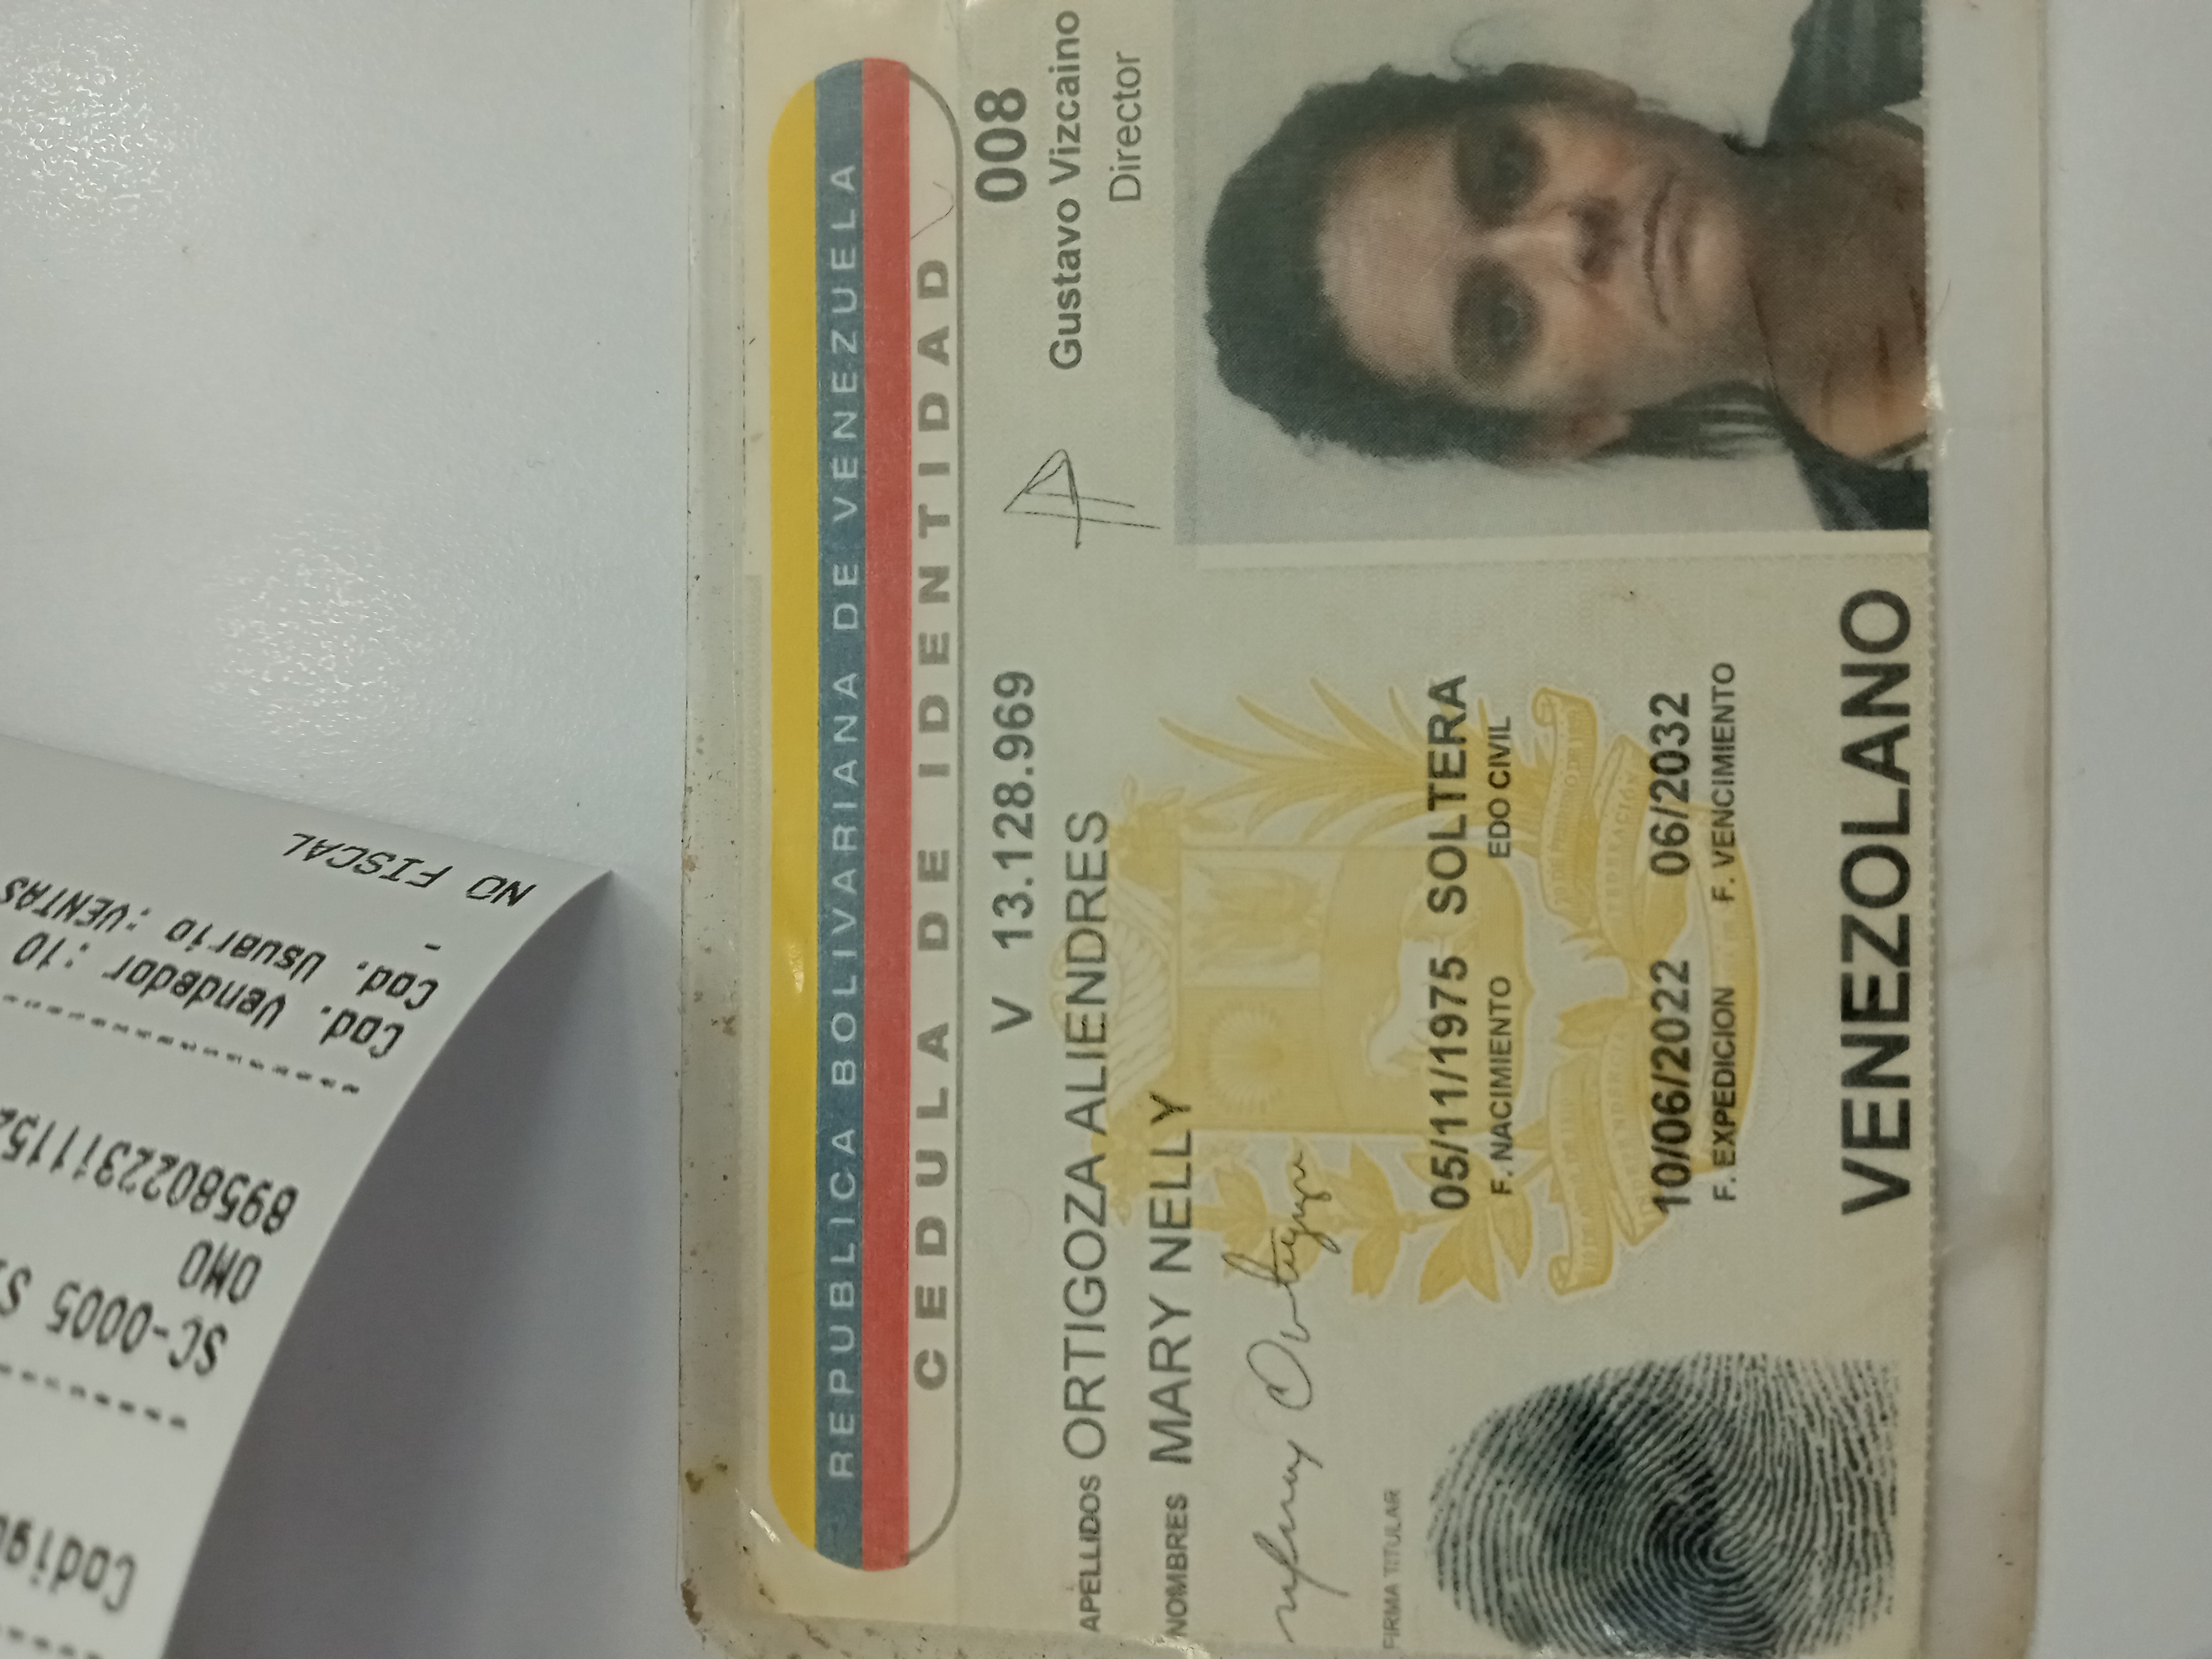 REPUBLICA BOLIVARIANA DE VENEZUELA
CEDULA DE IDENTIDAD
V 13.128.969
008
APELLIDOS ORTIGOZA ALIENDRES
Gustavo Vizcaino
Director
NOMBRES MARY NELLY
FIRMA TITULAR
05/11/1975 SOLTERA
F. NACIMIENTO EDO CIVIL
10/06/2022 06/2032
F. EXPEDICION F. VENCIMIENTO
VENEZOLANO
SC-0005
OMO
Cod. Vendedor :10
Cod. Usuario :VENTAS
-
NO FISCAL